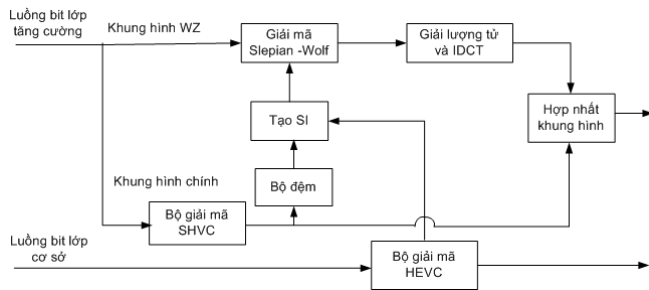 Luồng bit lớp
tăng cường
Khung hình WZ
Giải mã
Slepian -Wolf
Giải lượng tử
và IDCT
Tạo SI
Hợp nhất
khung hình
Khung hình chính
Bộ đệm
Bộ giải mã
SHVC
Luồng bit lớp
cơ sở
Bộ giải mã
HEVC